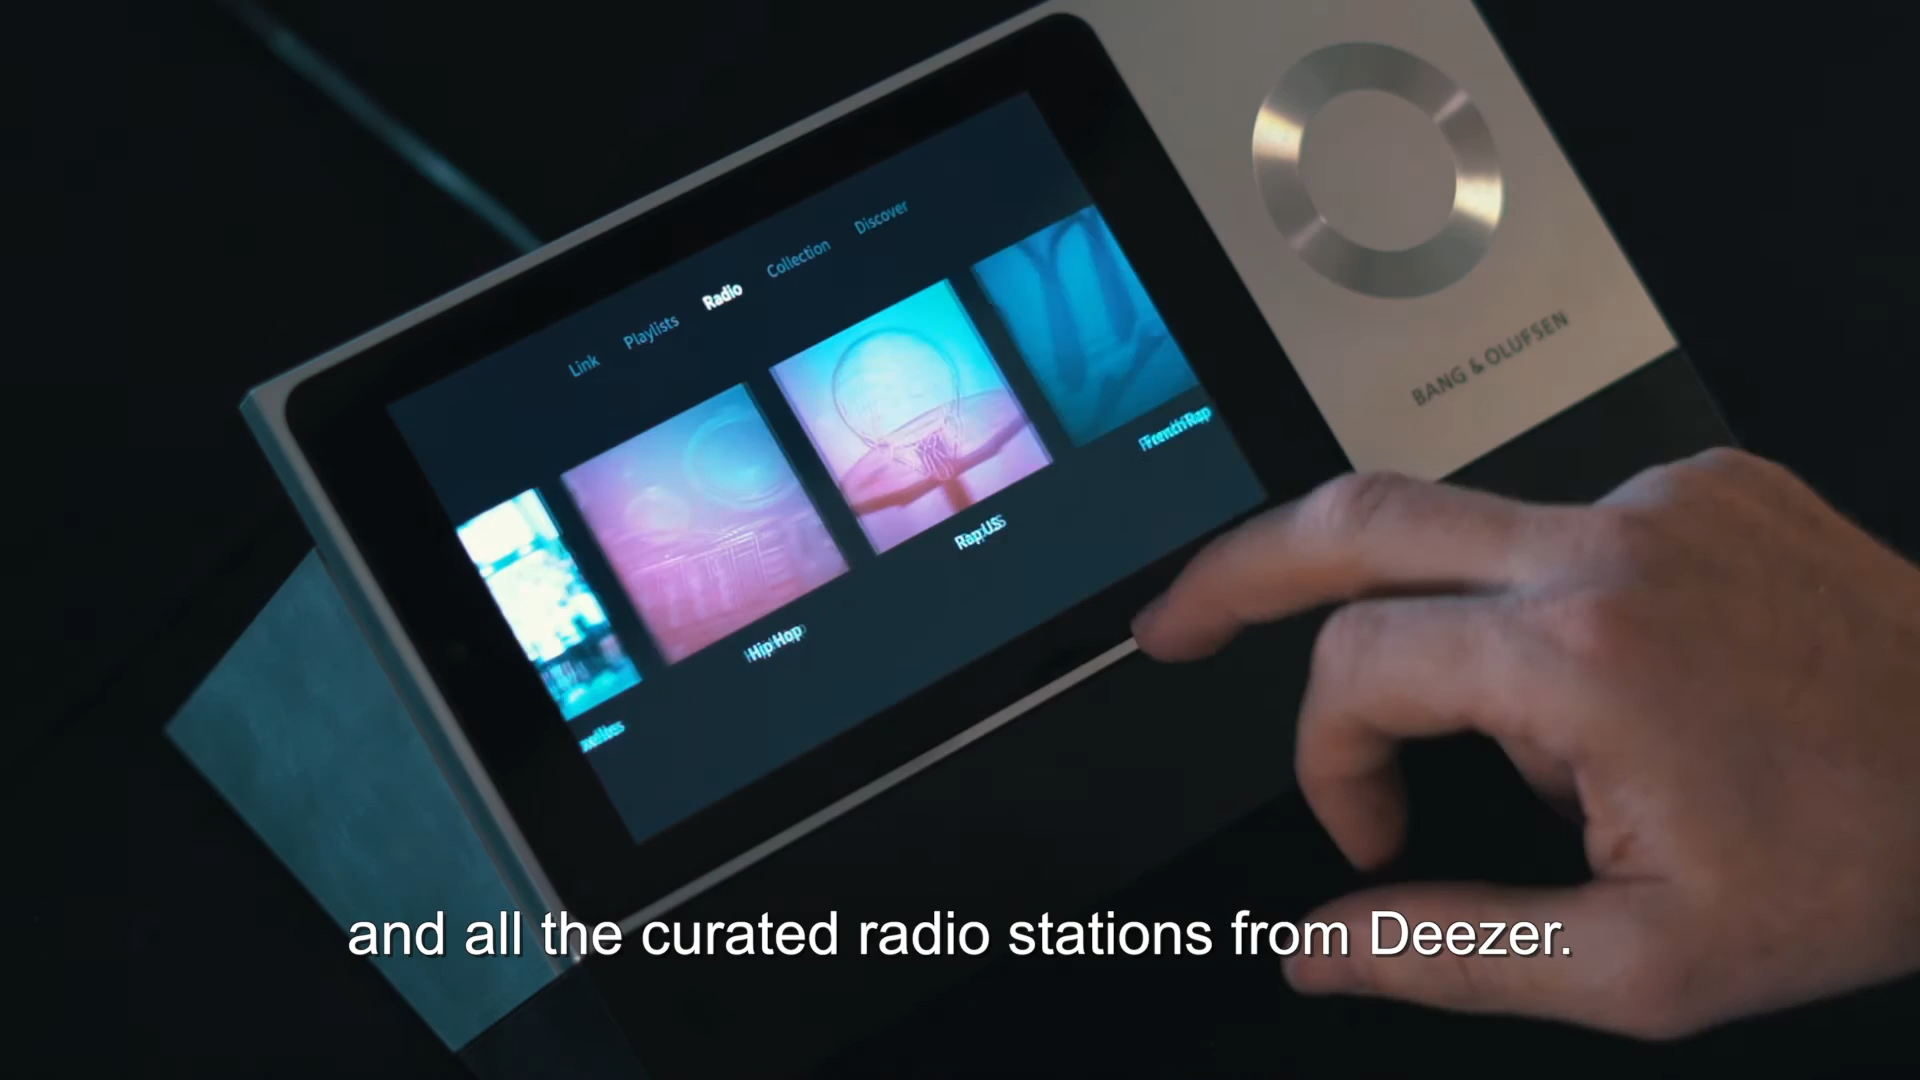 Link Playlists Radio Collection Discover
Hip Hop
Rap US
French Rap
BANG & OLUFSEN
and all the curated radio stations from Deezer.